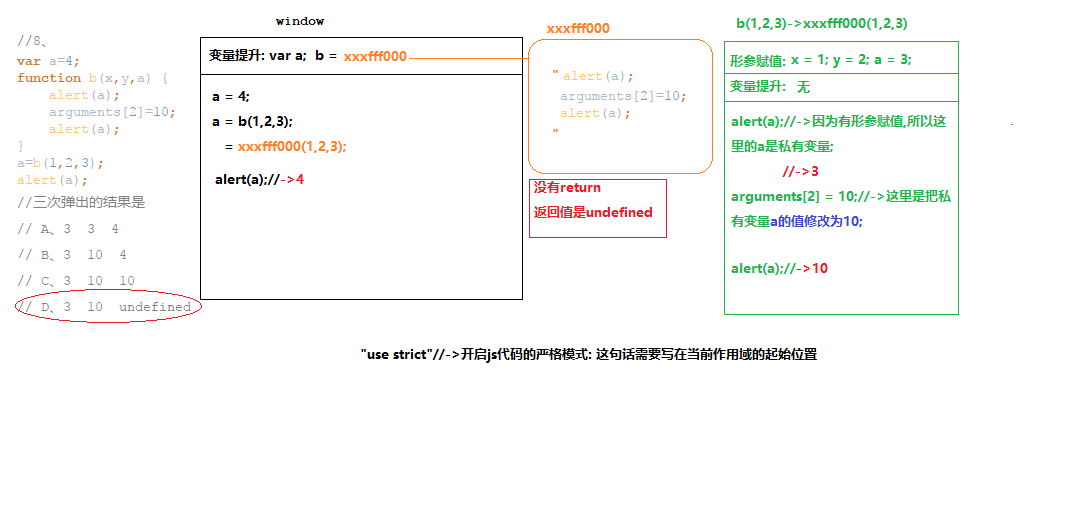 //8、
var a=4;
function b(x,y,a) {
alert(a);
arguments[2]=10;
alert(a);
}
a=b(1,2,3);
alert(a);
//三次弹出的结果是
// A、3 3 4
// B、3 10 4
// C、3 10 10
// D、3 10 undefined
window
变量提升: var a; b = xxxfff000
a = 4;
a = b(1,2,3);
= xxxfff000(1,2,3);
alert(a);//->4
xxxfff000
" alert(a);
arguments[2]=10;
alert(a);
"
没有return
返回值是undefined
b(1,2,3)->xxxfff000(1,2,3)
形参赋值: x = 1; y = 2; a = 3;
变量提升: 无
alert(a);//->因为有形参赋值,所以这
里的a是私有变量;
//->3
arguments[2] = 10;//->这里是把私
有变量a的值修改为10;
alert(a);//->10
"use strict"//->开启js代码的严格模式: 这句话需要写在当前作用域的起始位置